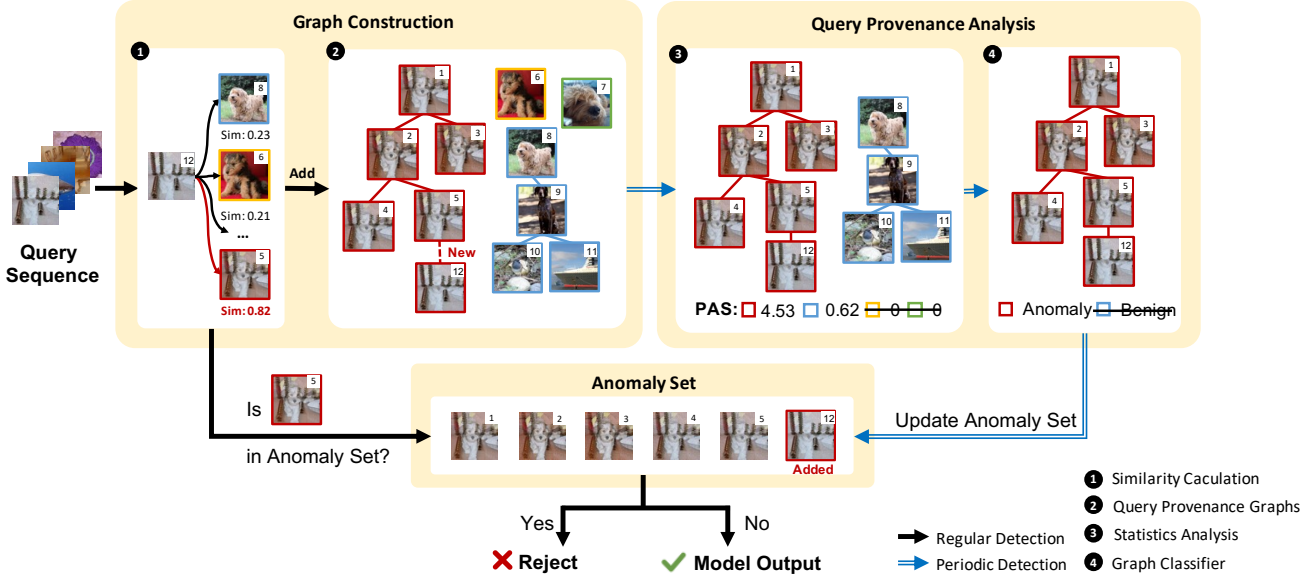 Graph Construction
Query Provenance Analysis
1
2
3
4
8
Sim: 0.23
12
6
Sim: 0.21
...
5
Sim: 0.82
Query
Sequence
Add
1
2
3
4
5
New
12
6
7
8
9
10
11
1
2
3
4
5
12
8
9
10
11
PAS: 4.53 0.62 0 0
1
2
3
4
5
12
Anomaly Benign
Is
5
in Anomaly Set?
Anomaly Set
1
2
3
4
5
12
Added
Update Anomaly Set
Yes
No
Reject
Model Output
Regular Detection
Periodic Detection
1 Similarity Caculation
2 Query Provenance Graphs
3 Statistics Analysis
4 Graph Classifier